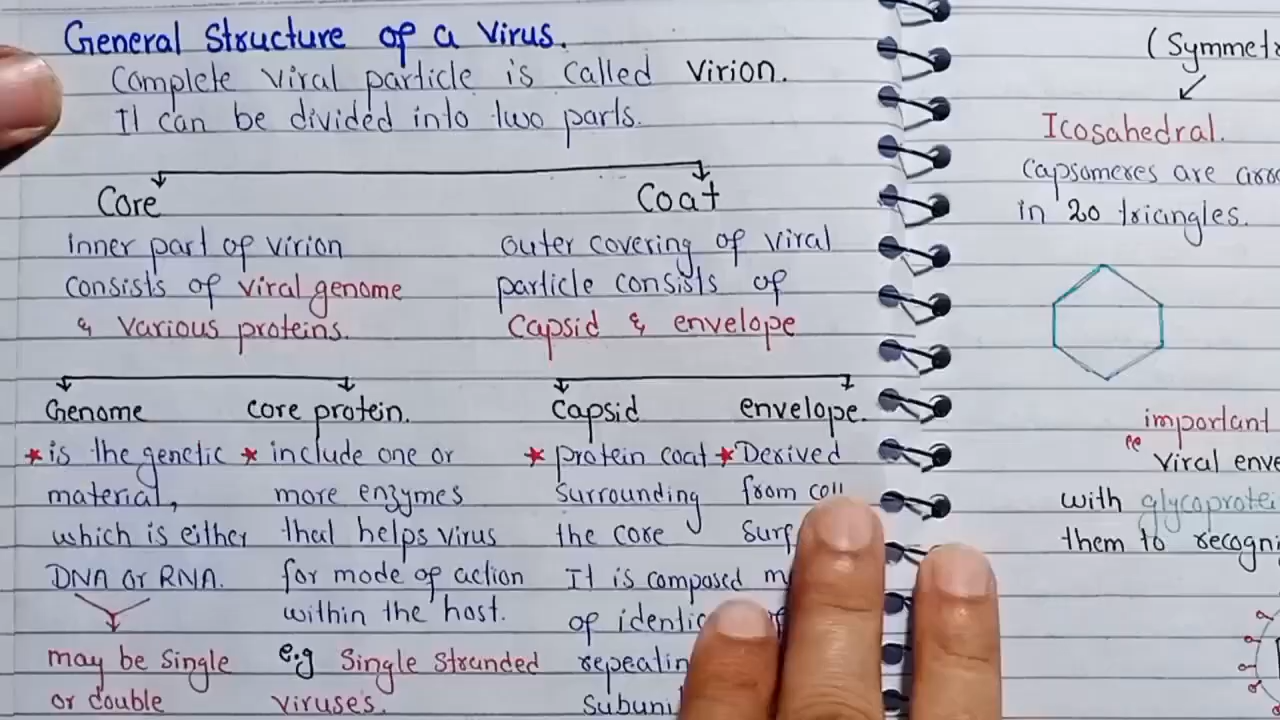 General Structure of a Virus.
Complete viral particle is called Virion.
It can be divided into two parts.
Core
inner part of virion
consists of viral genome
& various proteins.
Coat
outer covering of viral
particle consists of
Capsid & envelope
Genome
* is the genetic
material,
which is either
DNA or RNA.
may be single
or double
core protein.
* include one or
more enzymes
that helps virus
for mode of action
within the host.
e.g Single Stranded
viruses.
Capsid
* protein coat
surrounding
the core
It is composed
of
repeatin
Subuni
envelope.
* Derived
from
(Symmetr
Icosahedral.
Capsomeres are
in 20 triangles.
important
Viral enve
with glycoprotei
them to recogni